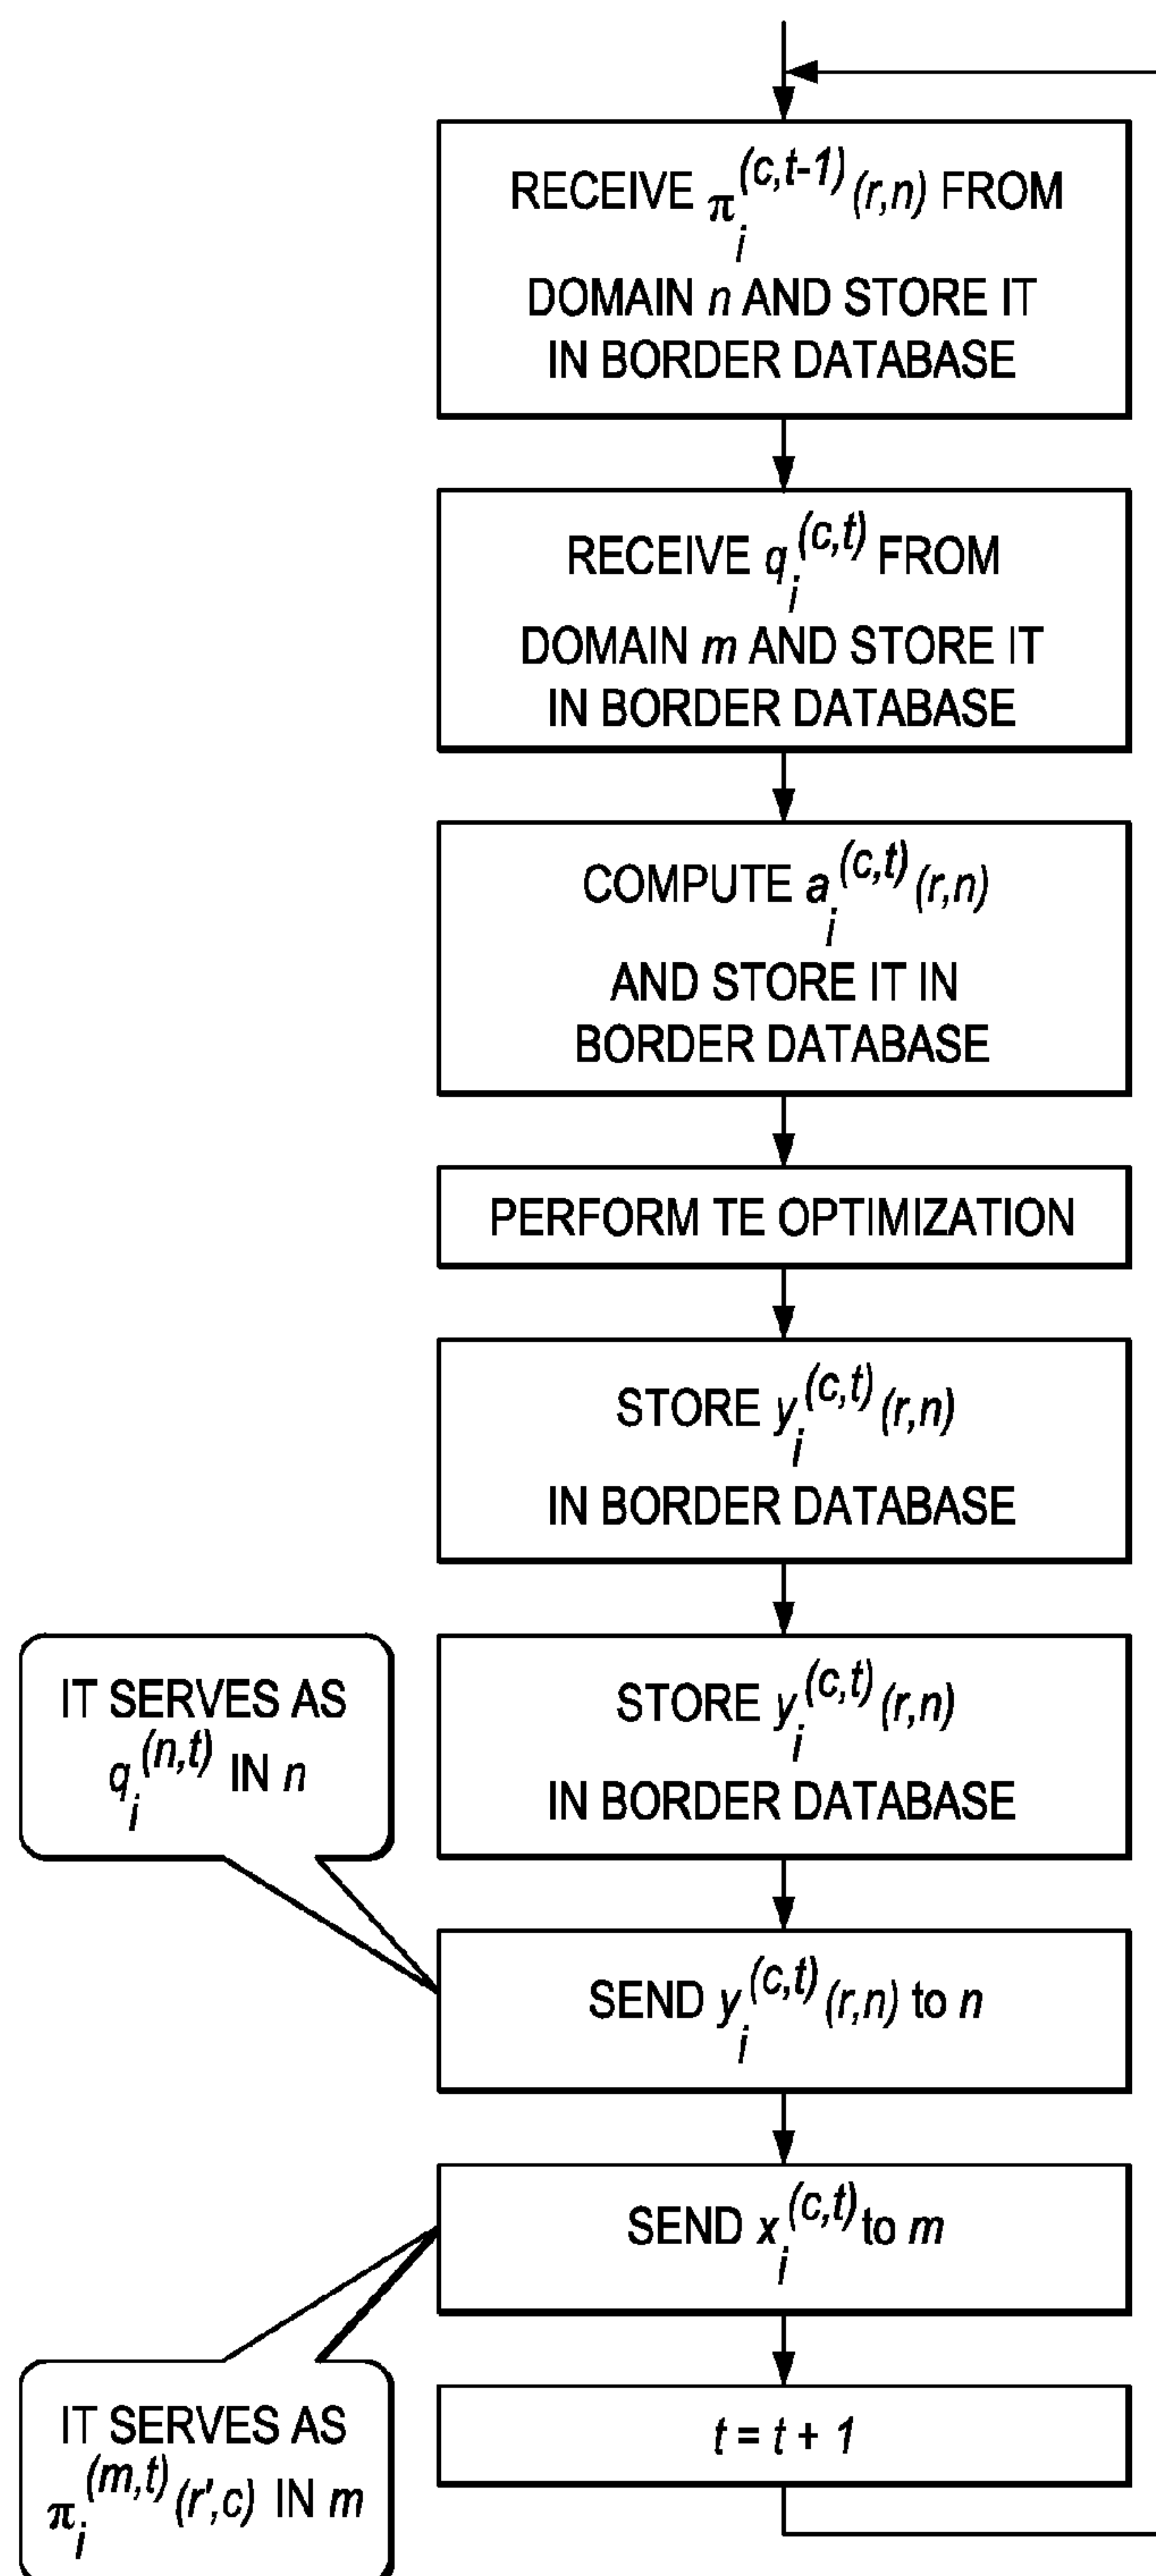 RECEIVE π_i^(c,t-1) (r,n) FROM
DOMAIN n AND STORE IT
IN BORDER DATABASE
RECEIVE q_i^(c,t) FROM
DOMAIN m AND STORE IT
IN BORDER DATABASE
COMPUTE a_i^(c,t) (r,n)
AND STORE IT IN
BORDER DATABASE
PERFORM TE OPTIMIZATION
STORE y_i^(c,t) (r,n)
IN BORDER DATABASE
STORE y_i^(c,t) (r,n)
IN BORDER DATABASE
IT SERVES AS
q_i^(n,t) IN n
SEND y_i^(c,t) (r,n) to n
SEND x_i^(c,t) to m
IT SERVES AS
π_i^(m,t) (r',c) IN m
t = t + 1